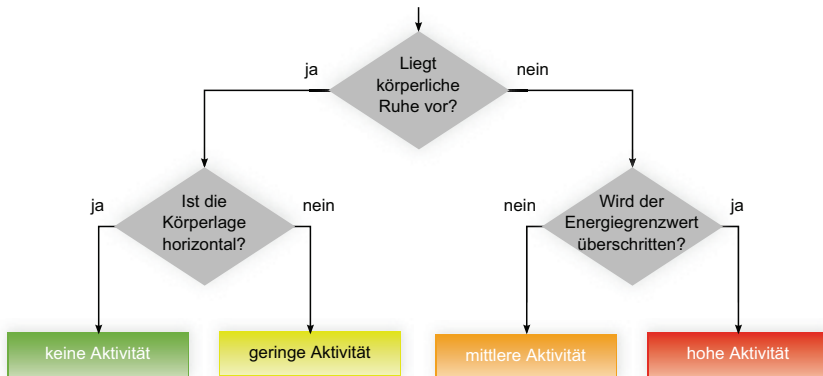 Liegt
körperliche
Ruhe vor?
ja
nein
Ist die
Körperlage
horizontal?
ja
nein
Wird der
Energiegrenzwert
überschritten?
nein
ja
keine Aktivität
geringe Aktivität
mittlere Aktivität
hohe Aktivität